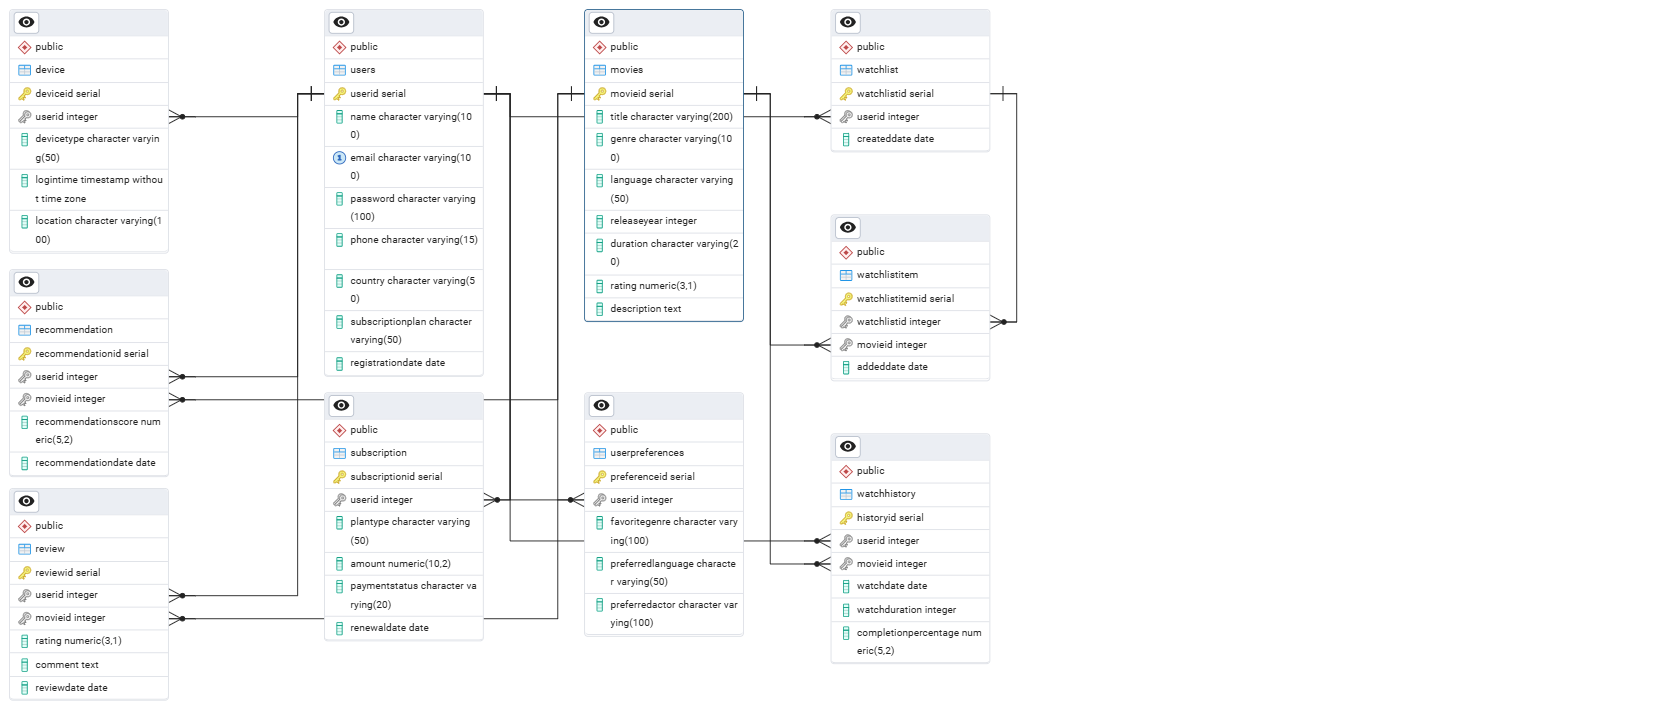 public
device
deviceid serial
userid integer
devicetype character varyin
g(50)
logintime timestamp withou
t time zone
location character varying(1
00)
public
recommendation
recommendationid serial
userid integer
movieid integer
recommendationscore num
eric(5,2)
recommendationdate date
public
review
reviewid serial
userid integer
movieid integer
rating numeric(3,1)
comment text
reviewdate date
public
users
userid serial
name character varying(10
0)
1
email character varying(10
0)
password character varying
(100)
phone character varying(15)
country character varying(5
0)
subscriptionplan character
varying(50)
registrationdate date
public
subscription
subscriptionid serial
userid integer
plantype character varying
(50)
amount numeric(10,2)
paymentstatus character va
rying(20)
renewaldate date
public
movies
movieid serial
title character varying(200)
genre character varying(10
0)
language character varying
(50)
releaseyear integer
duration character varying(2
0)
rating numeric(3,1)
description text
public
userpreferences
preferenceid serial
userid integer
favoritegenre character vary
ing(100)
preferredlanguage characte
r varying(50)
preferredactor character var
ying(100)
public
watchlist
watchlistid serial
userid integer
createddate date
public
watchlistitem
watchlistitemid serial
watchlistid integer
movieid integer
addeddate date
public
watchhistory
historyid serial
userid integer
movieid integer
watchdate date
watchduration integer
completionpercentage num
eric(5,2)